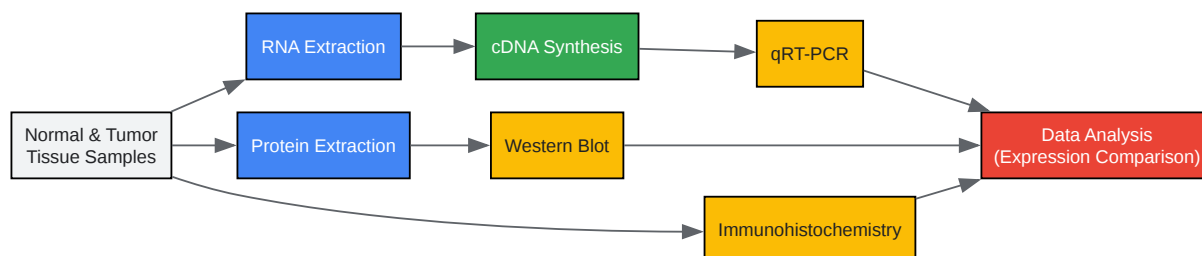 RNA Extraction
cDNA Synthesis
qRT-PCR
Normal & Tumor
Tissue Samples
Protein Extraction
Western Blot
Data Analysis
(Expression Comparison)
Immunohistochemistry